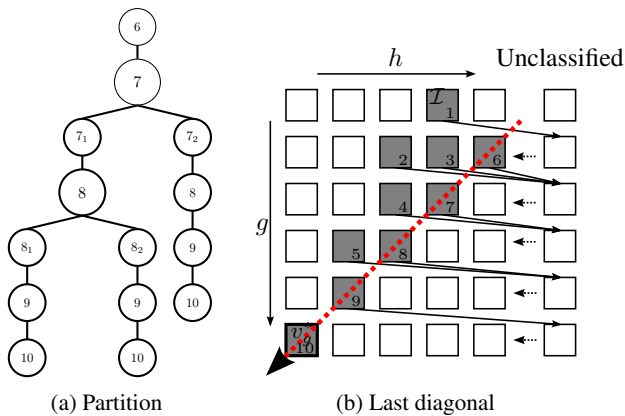 6
7
7₁ 7₂
8 8
8₁ 8₂ 9
9 9 10
10 10
(a) Partition
h Unclassified
g
I
1
2 3 6
4 7
5 8
9
v*g
10
(b) Last diagonal